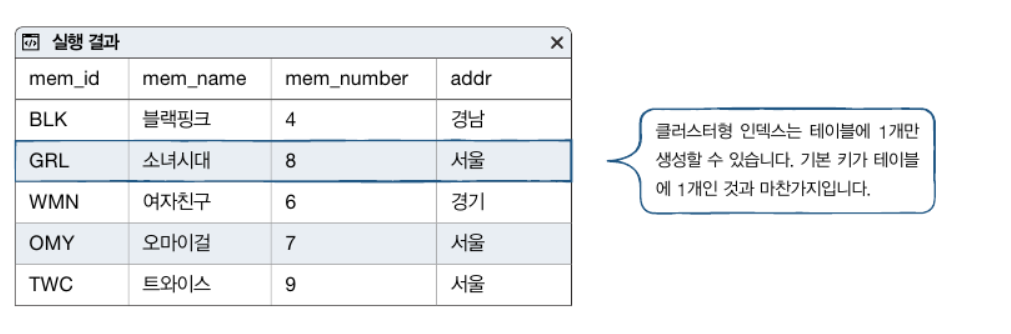 실행 결과
mem_id mem_name mem_number addr
BLK 블랙핑크 4 경남
GRL 소녀시대 8 서울
WMN 여자친구 6 경기
OMY 오마이걸 7 서울
TWC 트와이스 9 서울
클러스터형 인덱스는 테이블에 1개만
생성할 수 있습니다. 기본 키가 테이블
에 1개인 것과 마찬가지입니다.